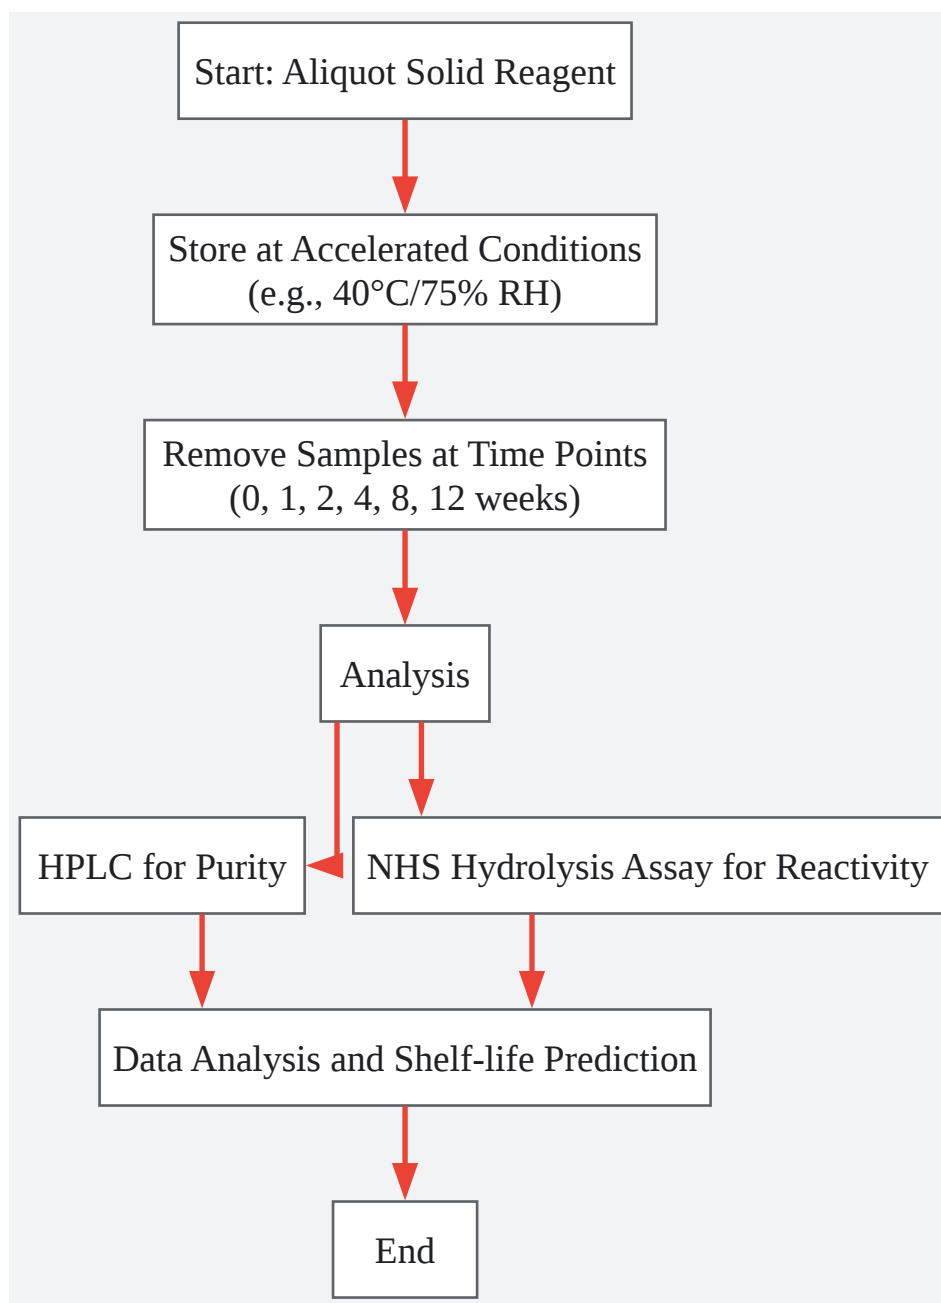 Start: Aliquot Solid Reagent
Store at Accelerated Conditions
(e.g., 40°C/75% RH)
Remove Samples at Time Points
(0, 1, 2, 4, 8, 12 weeks)
Analysis
HPLC for Purity
NHS Hydrolysis Assay for Reactivity
Data Analysis and Shelf-life Prediction
End